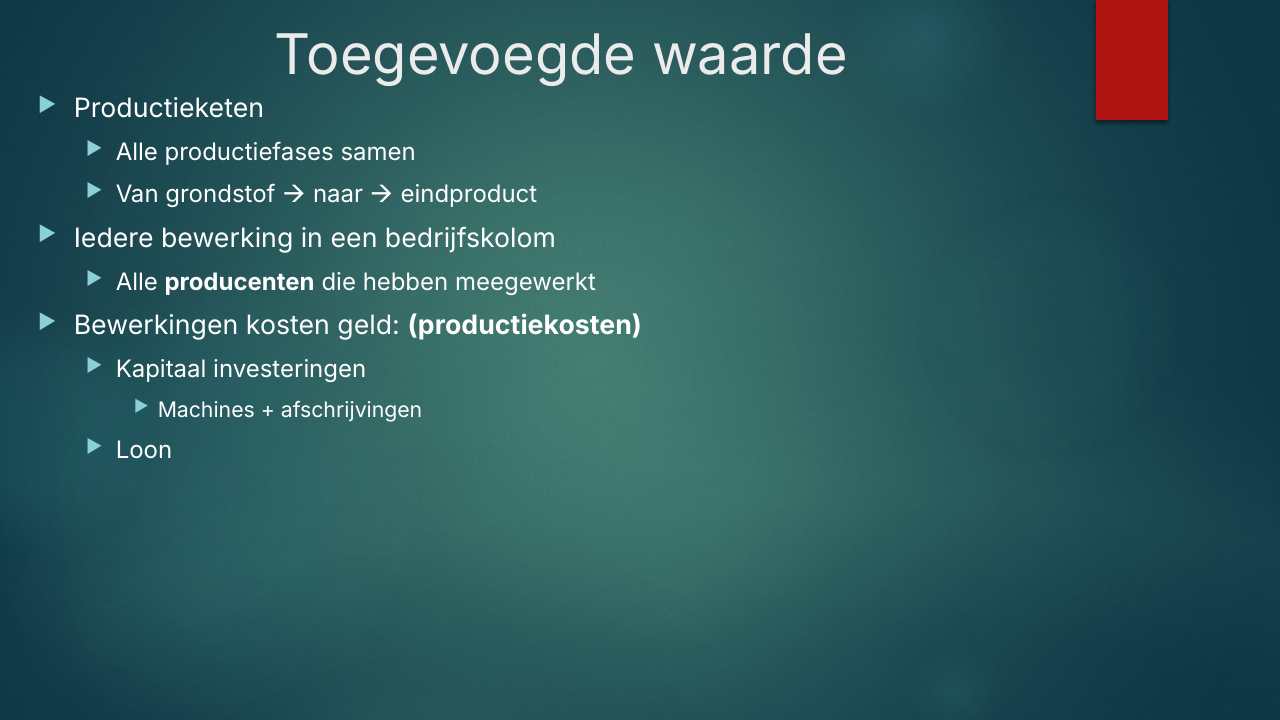 Toegevoegde waarde
Productieketen
Alle productiefases samen
Van grondstof → naar → eindproduct
Iedere bewerking in een bedrijfskolom
Alle producenten die hebben meegewerkt
Bewerkingen kosten geld: (productiekosten)
Kapitaal investeringen
Machines + afschrijvingen
Loon